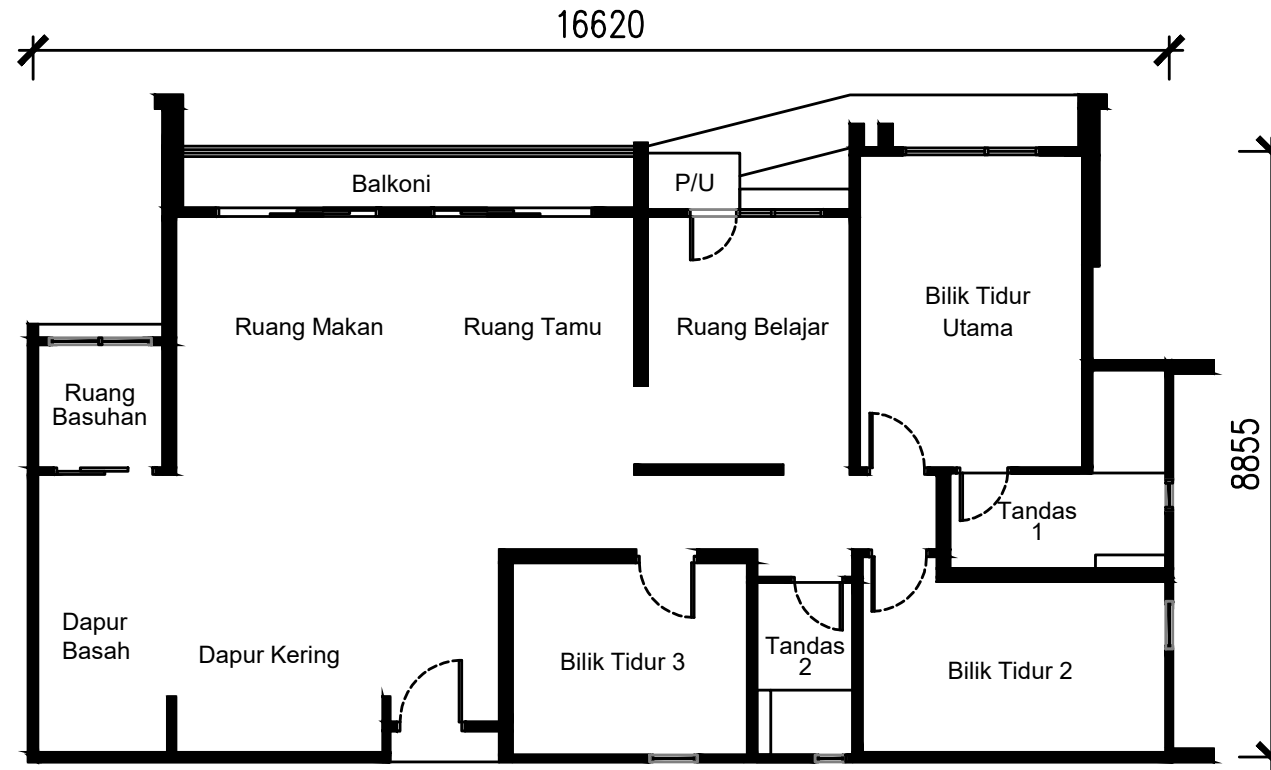 16620
Balkoni
P/U
Bilik Tidur
Utama
Ruang Makan
Ruang Tamu
Ruang Belajar
Ruang
Basuhan
8855
Tandas
1
Dapur
Basah
Dapur Kering
Bilik Tidur 3
Tandas
2
Bilik Tidur 2